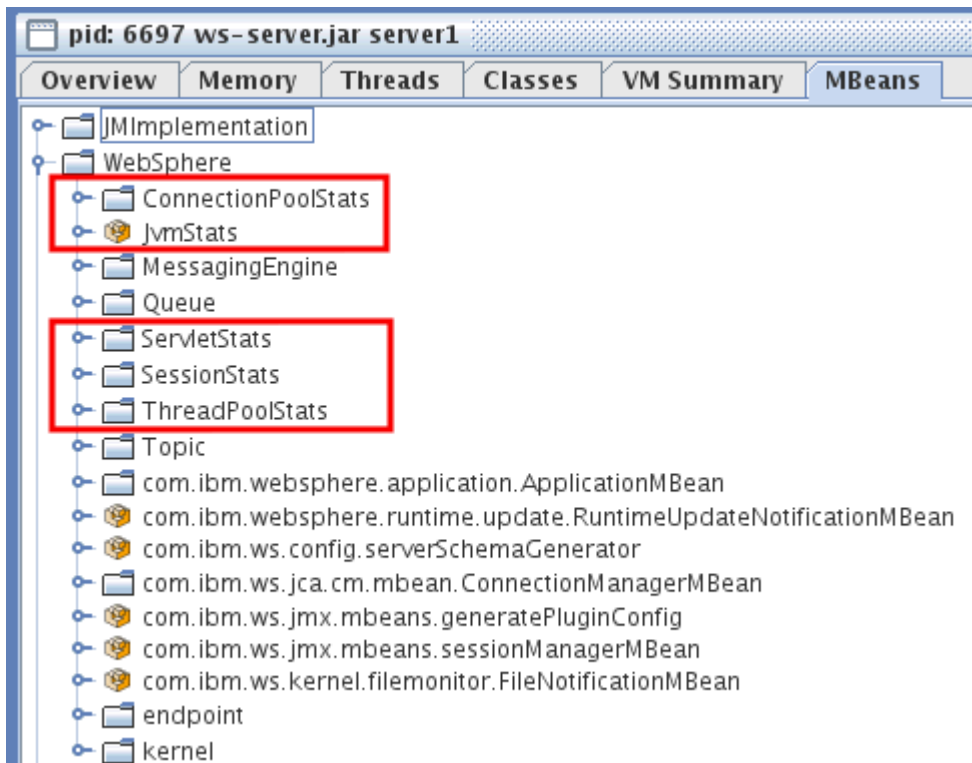 pid: 6697 ws-server.jar server1
Overview Memory Threads Classes VM Summary MBeans
JMImplementation
WebSphere
ConnectionPoolStats
JvmStats
MessagingEngine
Queue
ServletStats
SessionStats
ThreadPoolStats
Topic
com.ibm.websphere.application.ApplicationMBean
com.ibm.websphere.runtime.update.RuntimeUpdateNotificationMBean
com.ibm.ws.config.serverSchemaGenerator
com.ibm.ws.jca.cm.mbean.ConnectionManagerMBean
com.ibm.ws.jmx.mbeans.generatePluginConfig
com.ibm.ws.jmx.mbeans.sessionManagerMBean
com.ibm.ws.kernel.filemonitor.FileNotificationMBean
endpoint
kernel